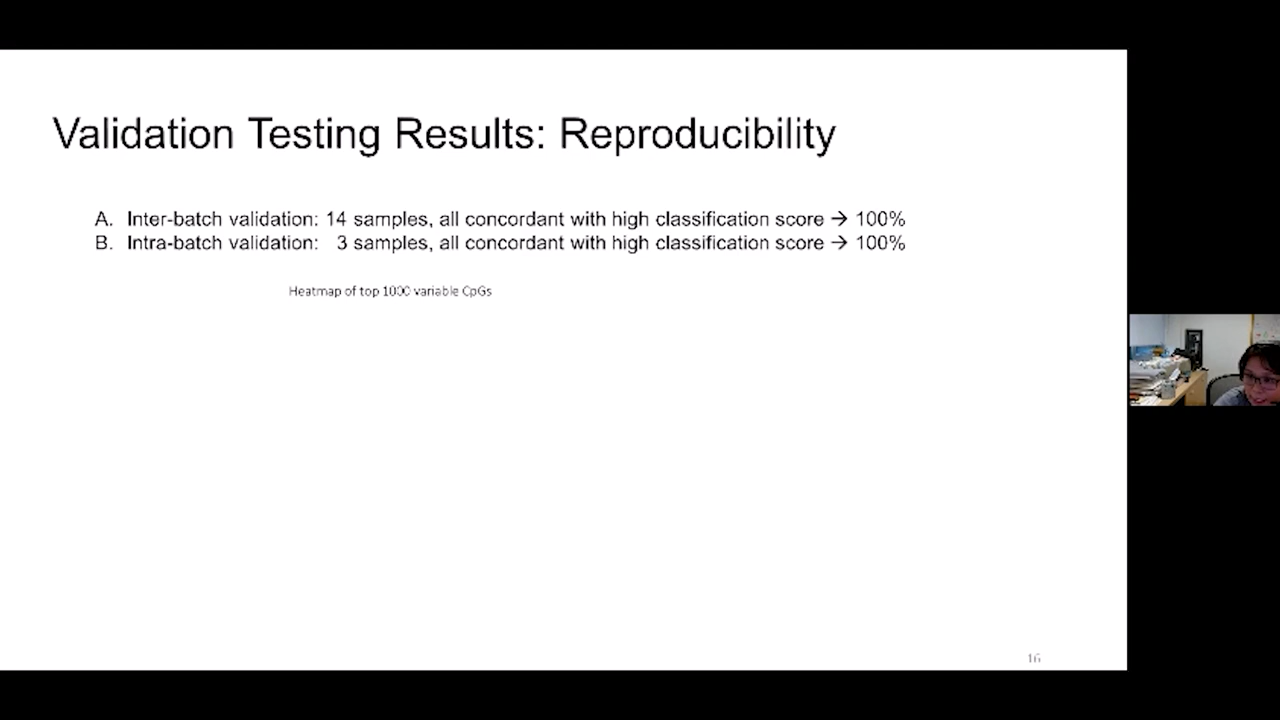 Validation Testing Results: Reproducibility
A. Inter-batch validation: 14 samples, all concordant with high classification score → 100%
B. Intra-batch validation: 3 samples, all concordant with high classification score → 100%
Heatmap of top 1000 variable CpGs
16